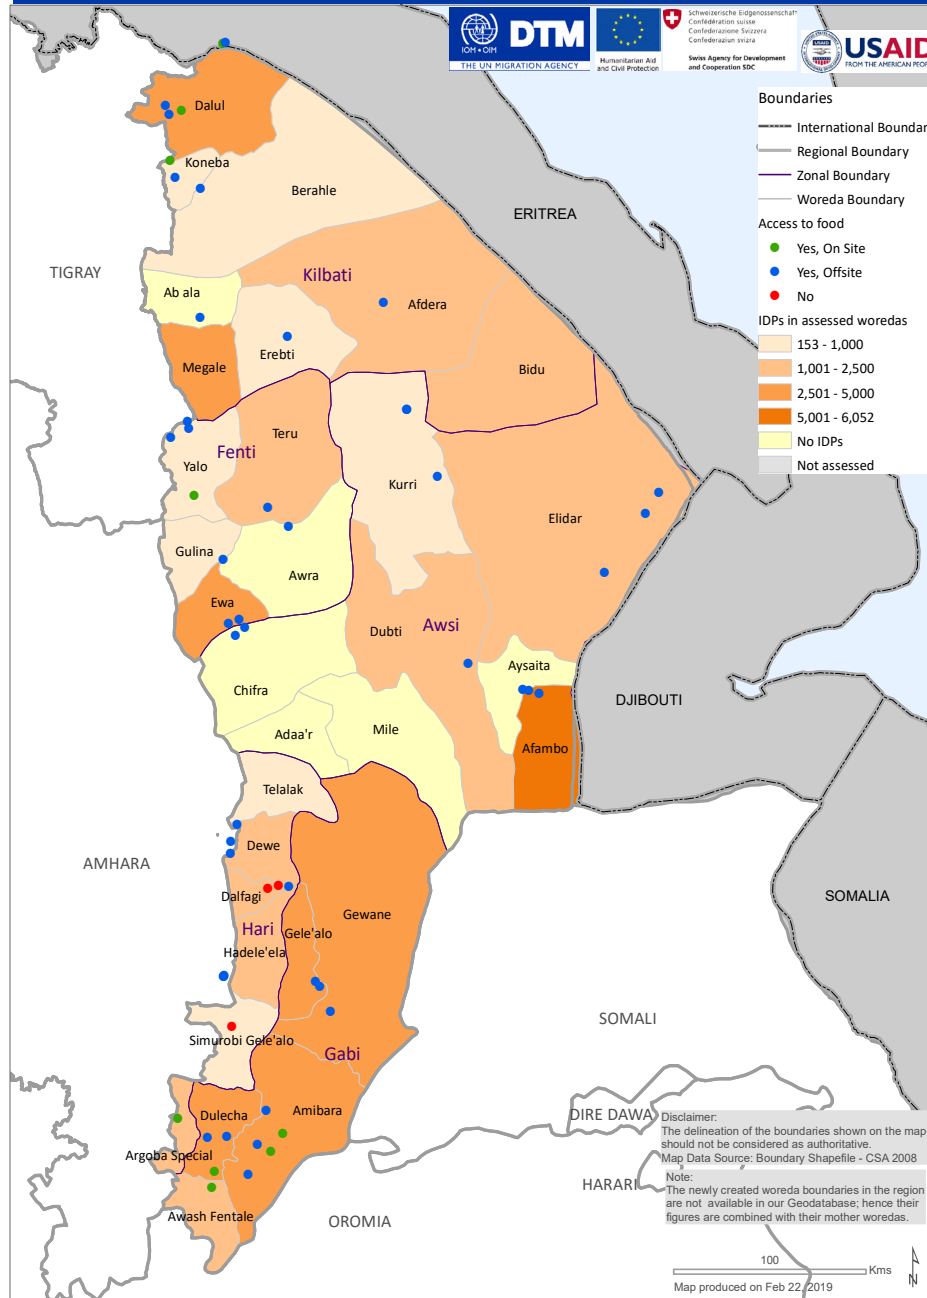 IOM • OIM
DTM
THE UN MIGRATION AGENCY
Humanitarian Aid
and Civil Protection
Schweizerische Eidgenossenschaft
Confédération suisse
Confederazione Svizzera
Confederaziun svizra
Swiss Agency for Development
and Cooperation SDC
USAID
FROM THE AMERICAN PEOPLE
Boundaries
International Boundar
Regional Boundary
Zonal Boundary
Woreda Boundary
Access to food
Yes, On Site
Yes, Offsite
No
IDPs in assessed woredas
153 - 1,000
1,001 - 2,500
2,501 - 5,000
5,001 - 6,052
No IDPs
Not assessed
Dalul
Koneba
Berahle
ERITREA
TIGRAY
Kilbati
Ab ala
Afdera
Erebti
Megale
Bidu
Teru
Fenti
Yalo
Kurri
Elidar
Gulina
Awra
Ewa
Dubti
Awsi
Aysaita
Chifra
DJIBOUTI
Adaa'r
Mile
Afambo
Telalak
Dewe
AMHARA
Dalfagi
SOMALIA
Gewane
Hari
Gele'alo
Hadele'ela
SOMALI
Simurobi Gele'alo
Gabi
Dulecha
Amibara
DIRE DAWA
Argoba Special
HARARI
Awash Fentale
OROMIA
Disclaimer:
The delineation of the boundaries shown on the map
should not be considered as authoritative.
Map Data Source: Boundary Shapefile - CSA 2008
Note:
The newly created woreda boundaries in the region
are not available in our Geodatabase; hence their
figures are combined with their mother woredas.
100
Kms
N
Map produced on Feb 22, 2019